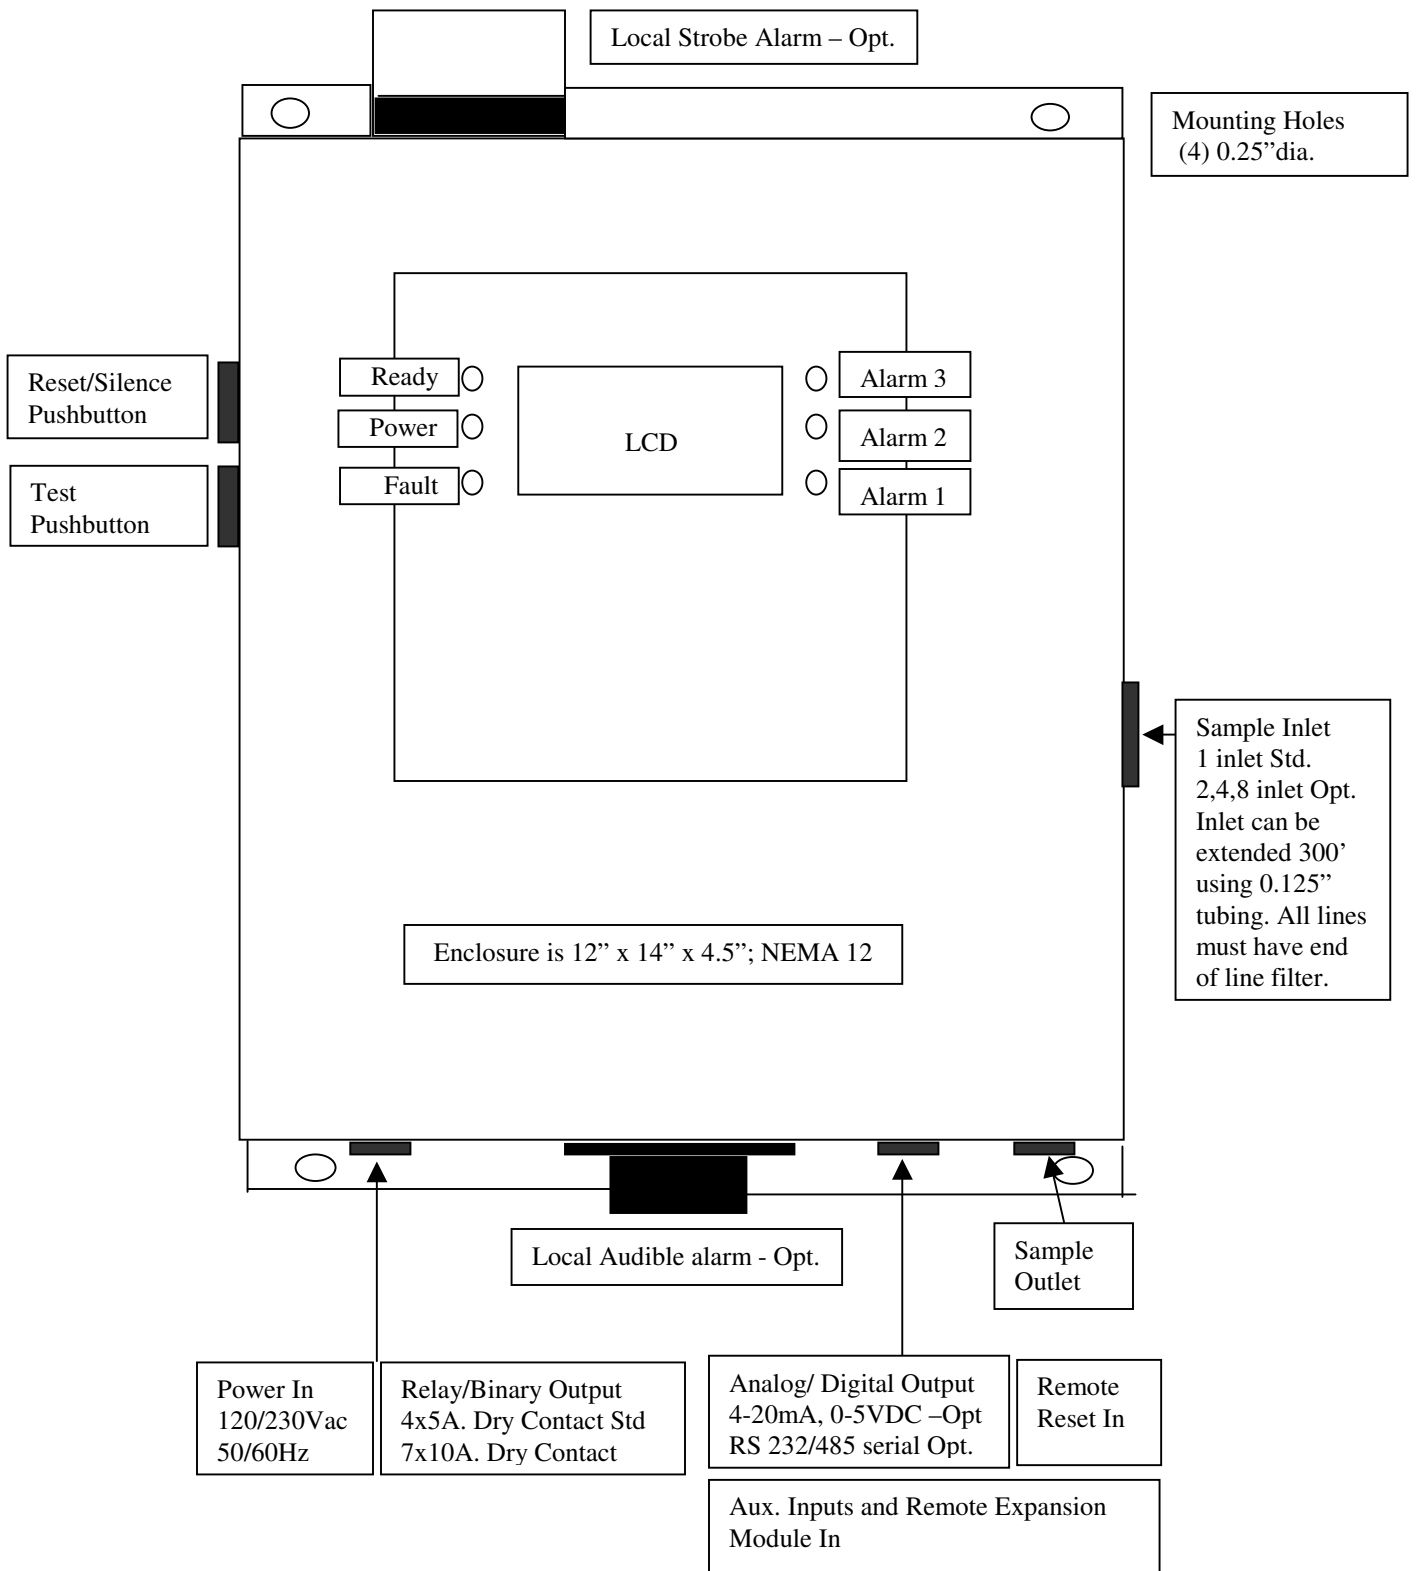 Local Strobe Alarm – Opt.
Mounting Holes
(4) 0.25”dia.
Reset/Silence
Pushbutton
Test
Pushbutton
Ready
Power
Fault
LCD
Alarm 3
Alarm 2
Alarm 1
Sample Inlet
1 inlet Std.
2,4,8 inlet Opt.
Inlet can be
extended 300’
using 0.125”
tubing. All lines
must have end
of line filter.
Enclosure is 12” x 14” x 4.5”; NEMA 12
Local Audible alarm - Opt.
Sample
Outlet
Power In
120/230Vac
50/60Hz
Relay/Binary Output
4x5A. Dry Contact Std
7x10A. Dry Contact
Analog/ Digital Output
4-20mA, 0-5VDC –Opt
RS 232/485 serial Opt.
Remote
Reset In
Aux. Inputs and Remote Expansion
Module In